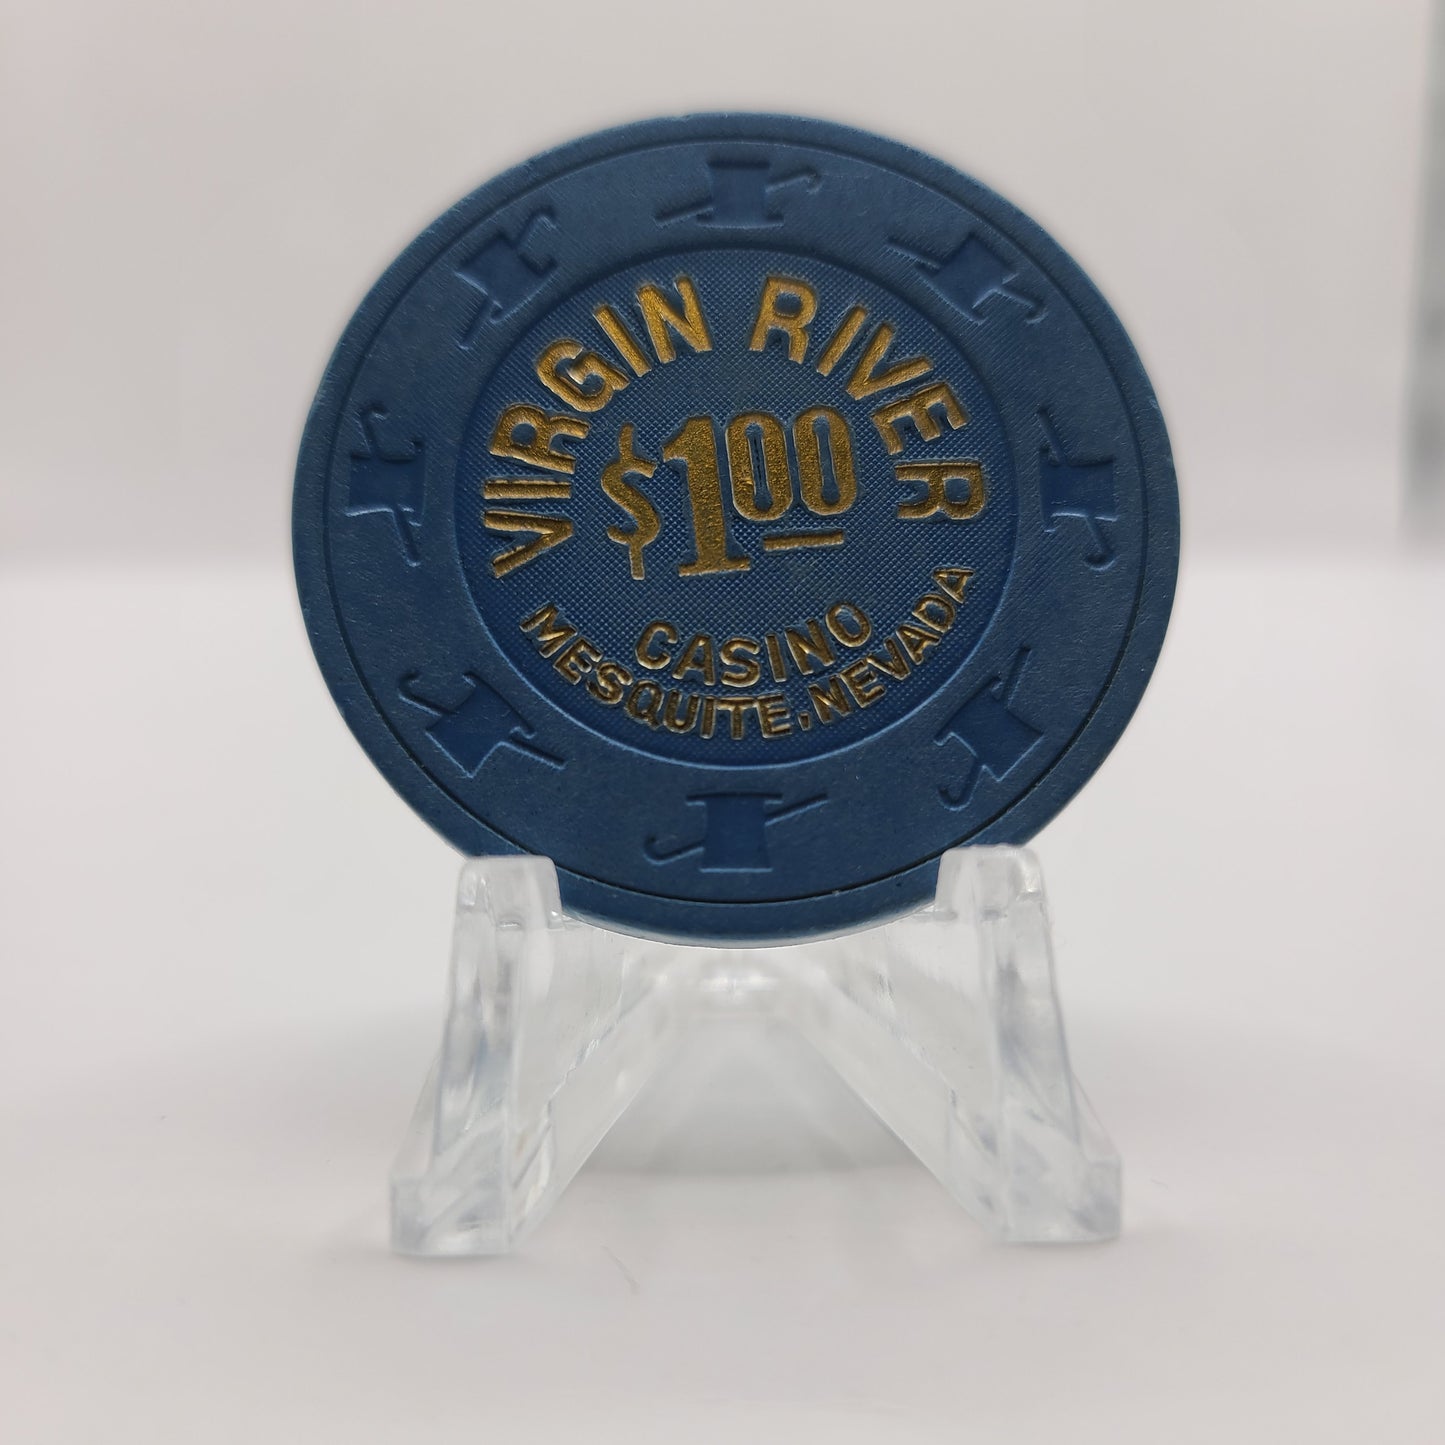 VIRGIN RIVER
$1.00
CASINO
MESQUITE, NEVADA